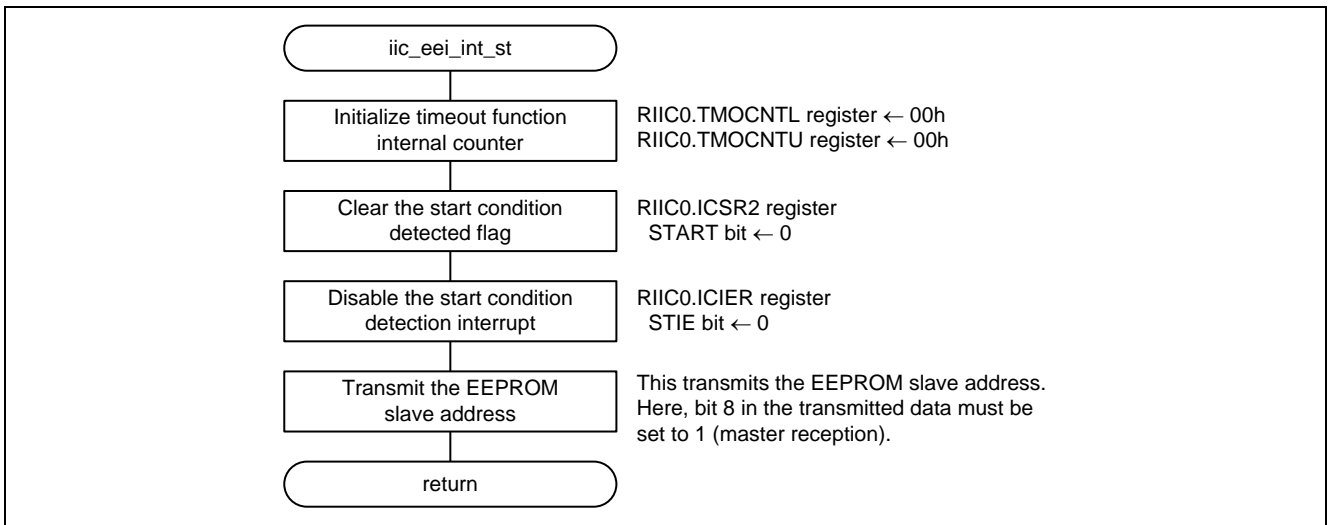 iic_eei_int_st
Initialize timeout function
internal counter
RIIC0.TMOCNTL register ← 00h
RIIC0.TMOCNTU register ← 00h
Clear the start condition
detected flag
RIIC0.ICSR2 register
START bit ← 0
Disable the start condition
detection interrupt
RIIC0.ICIER register
STIE bit ← 0
Transmit the EEPROM
slave address
This transmits the EEPROM slave address.
Here, bit 8 in the transmitted data must be
set to 1 (master reception).
return